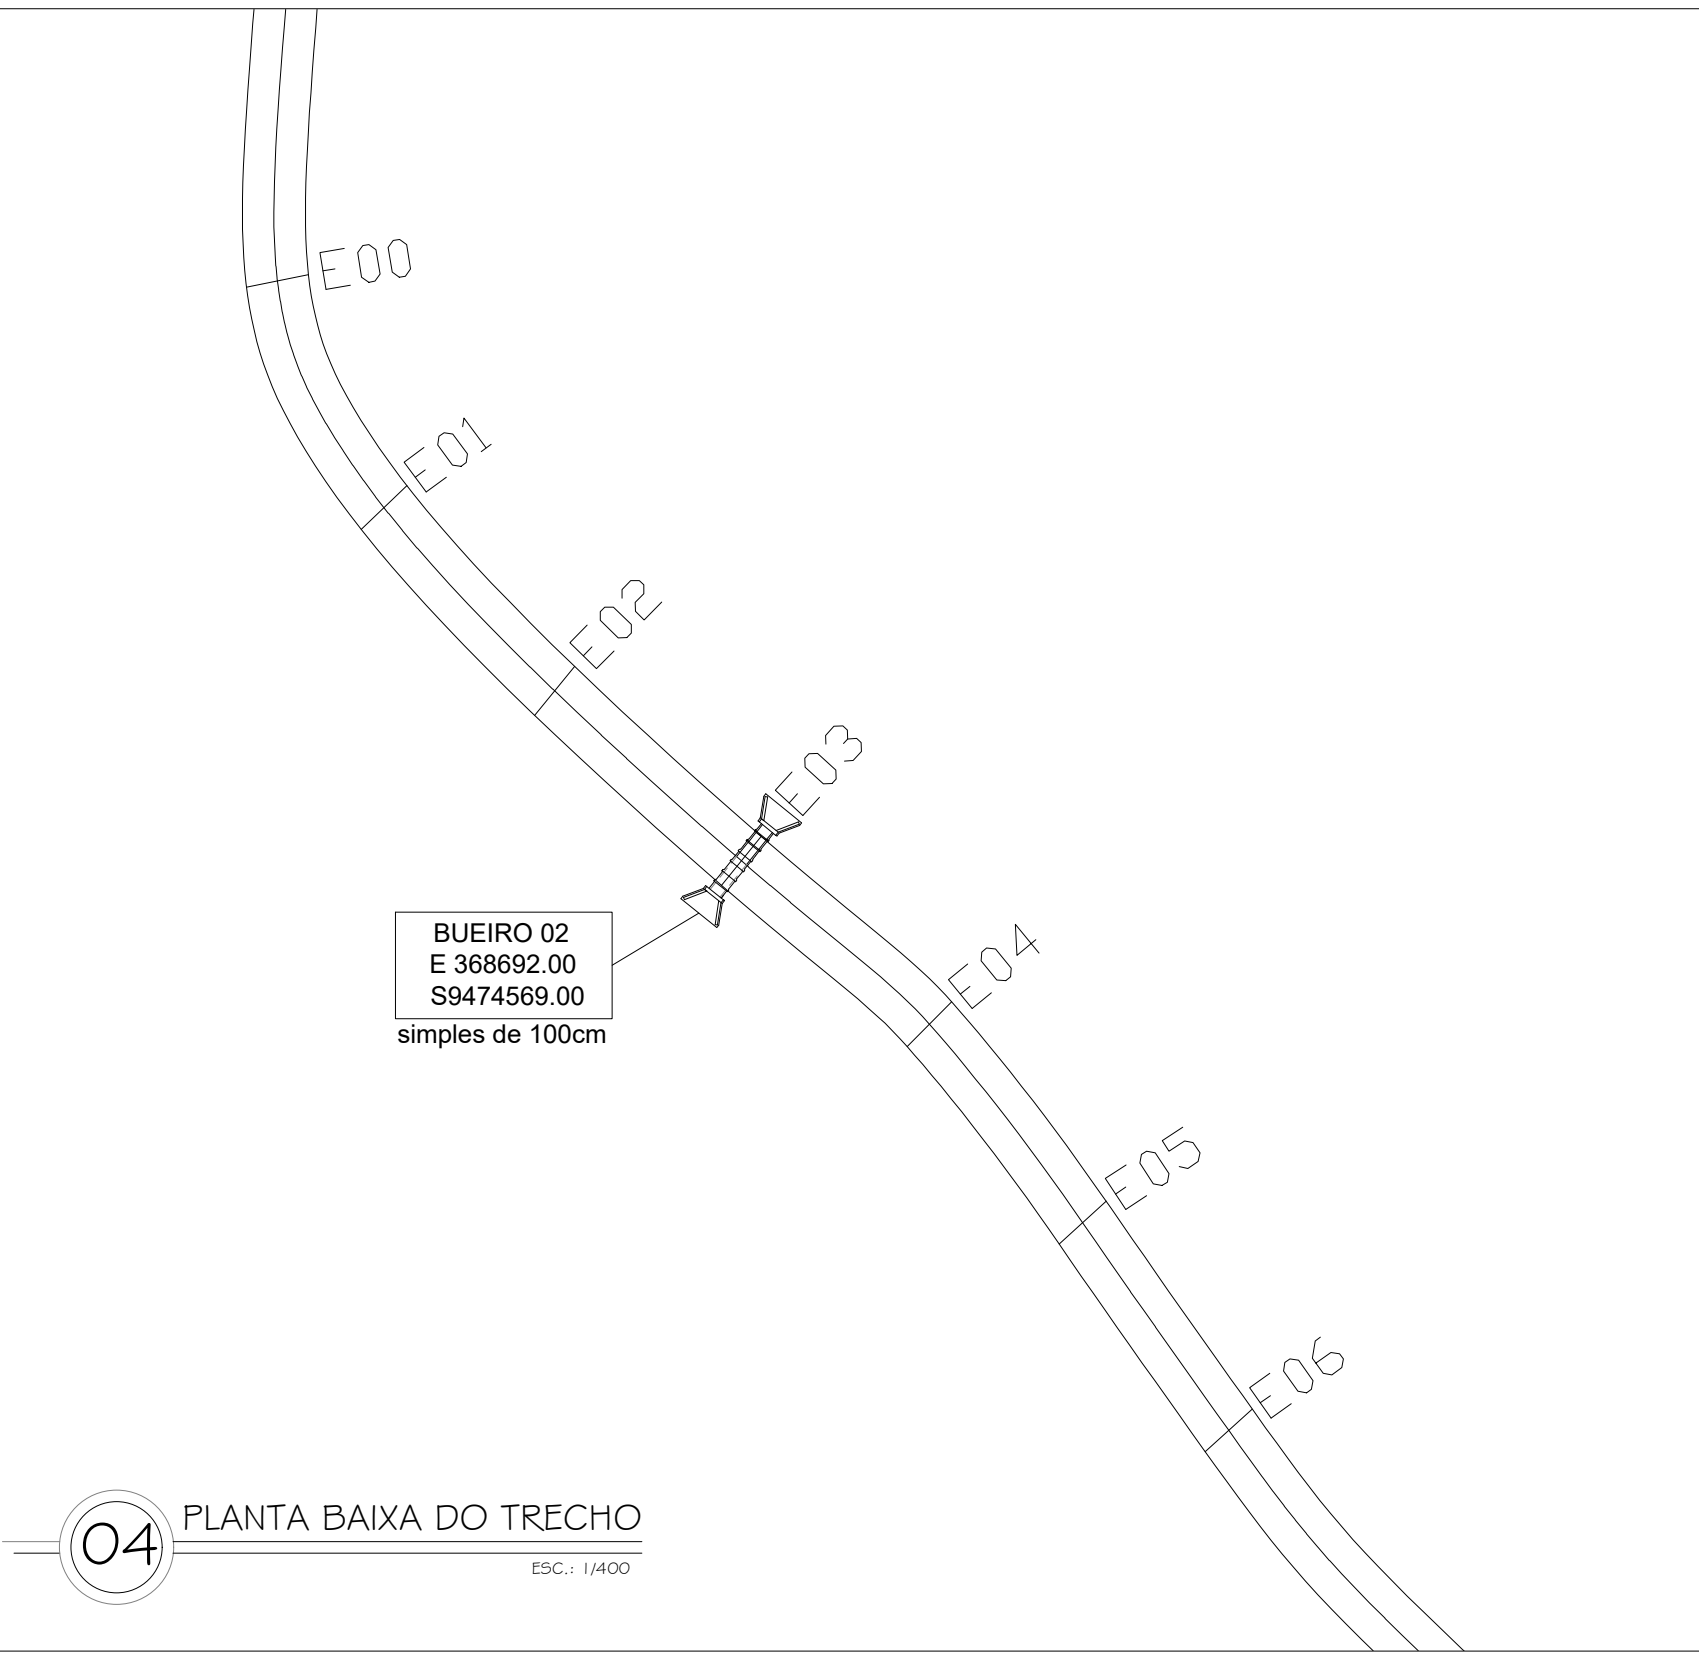 E00
E01
E02
E03
BUEIRO 02
E 368692.00
S9474569.00
simples de 100cm
E04
E05
E06
04
PLANTA BAIXA DO TRECHO
ESC.: 1/400